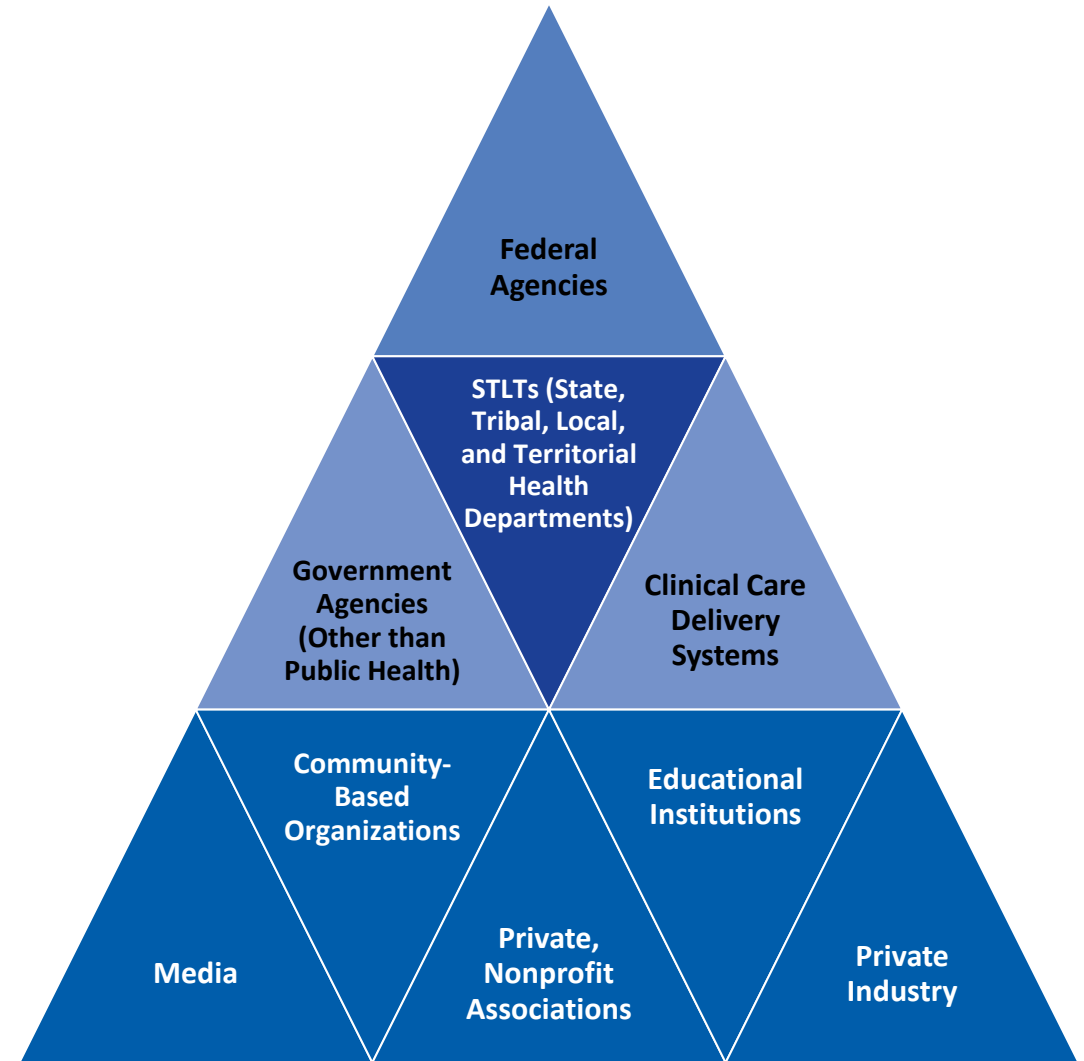 Federal
Agencies
STLTs (State,
Tribal, Local,
and Territorial
Health
Departments)
Government
Agencies
(Other than
Public Health)
Clinical Care
Delivery
Systems
Community-
Based
Organizations
Educational
Institutions
Media
Private,
Nonprofit
Associations
Private
Industry